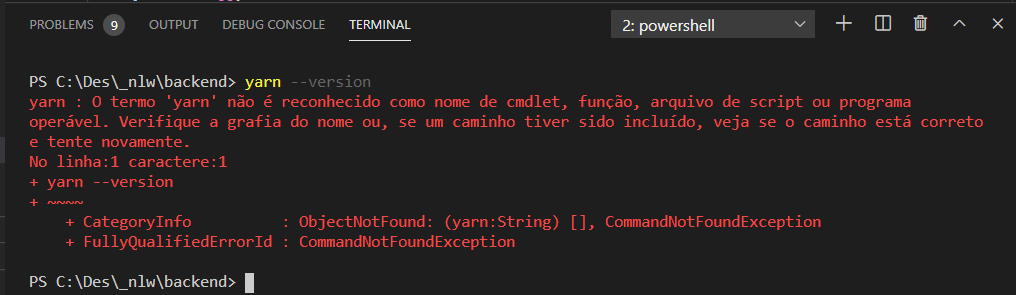 PROBLEMS 9 OUTPUT DEBUG CONSOLE TERMINAL 2: powershell
PS C:\Des\_nlw\backend> yarn --version
yarn : O termo 'yarn' não é reconhecido como nome de cmdlet, função, arquivo de script ou programa
operável. Verifique a grafia do nome ou, se um caminho tiver sido incluído, veja se o caminho está correto
e tente novamente.
No linha:1 caractere:1
+ yarn --version
+ ~~~~
    + CategoryInfo          : ObjectNotFound: (yarn:String) [], CommandNotFoundException
    + FullyQualifiedErrorId : CommandNotFoundException
PS C:\Des\_nlw\backend>